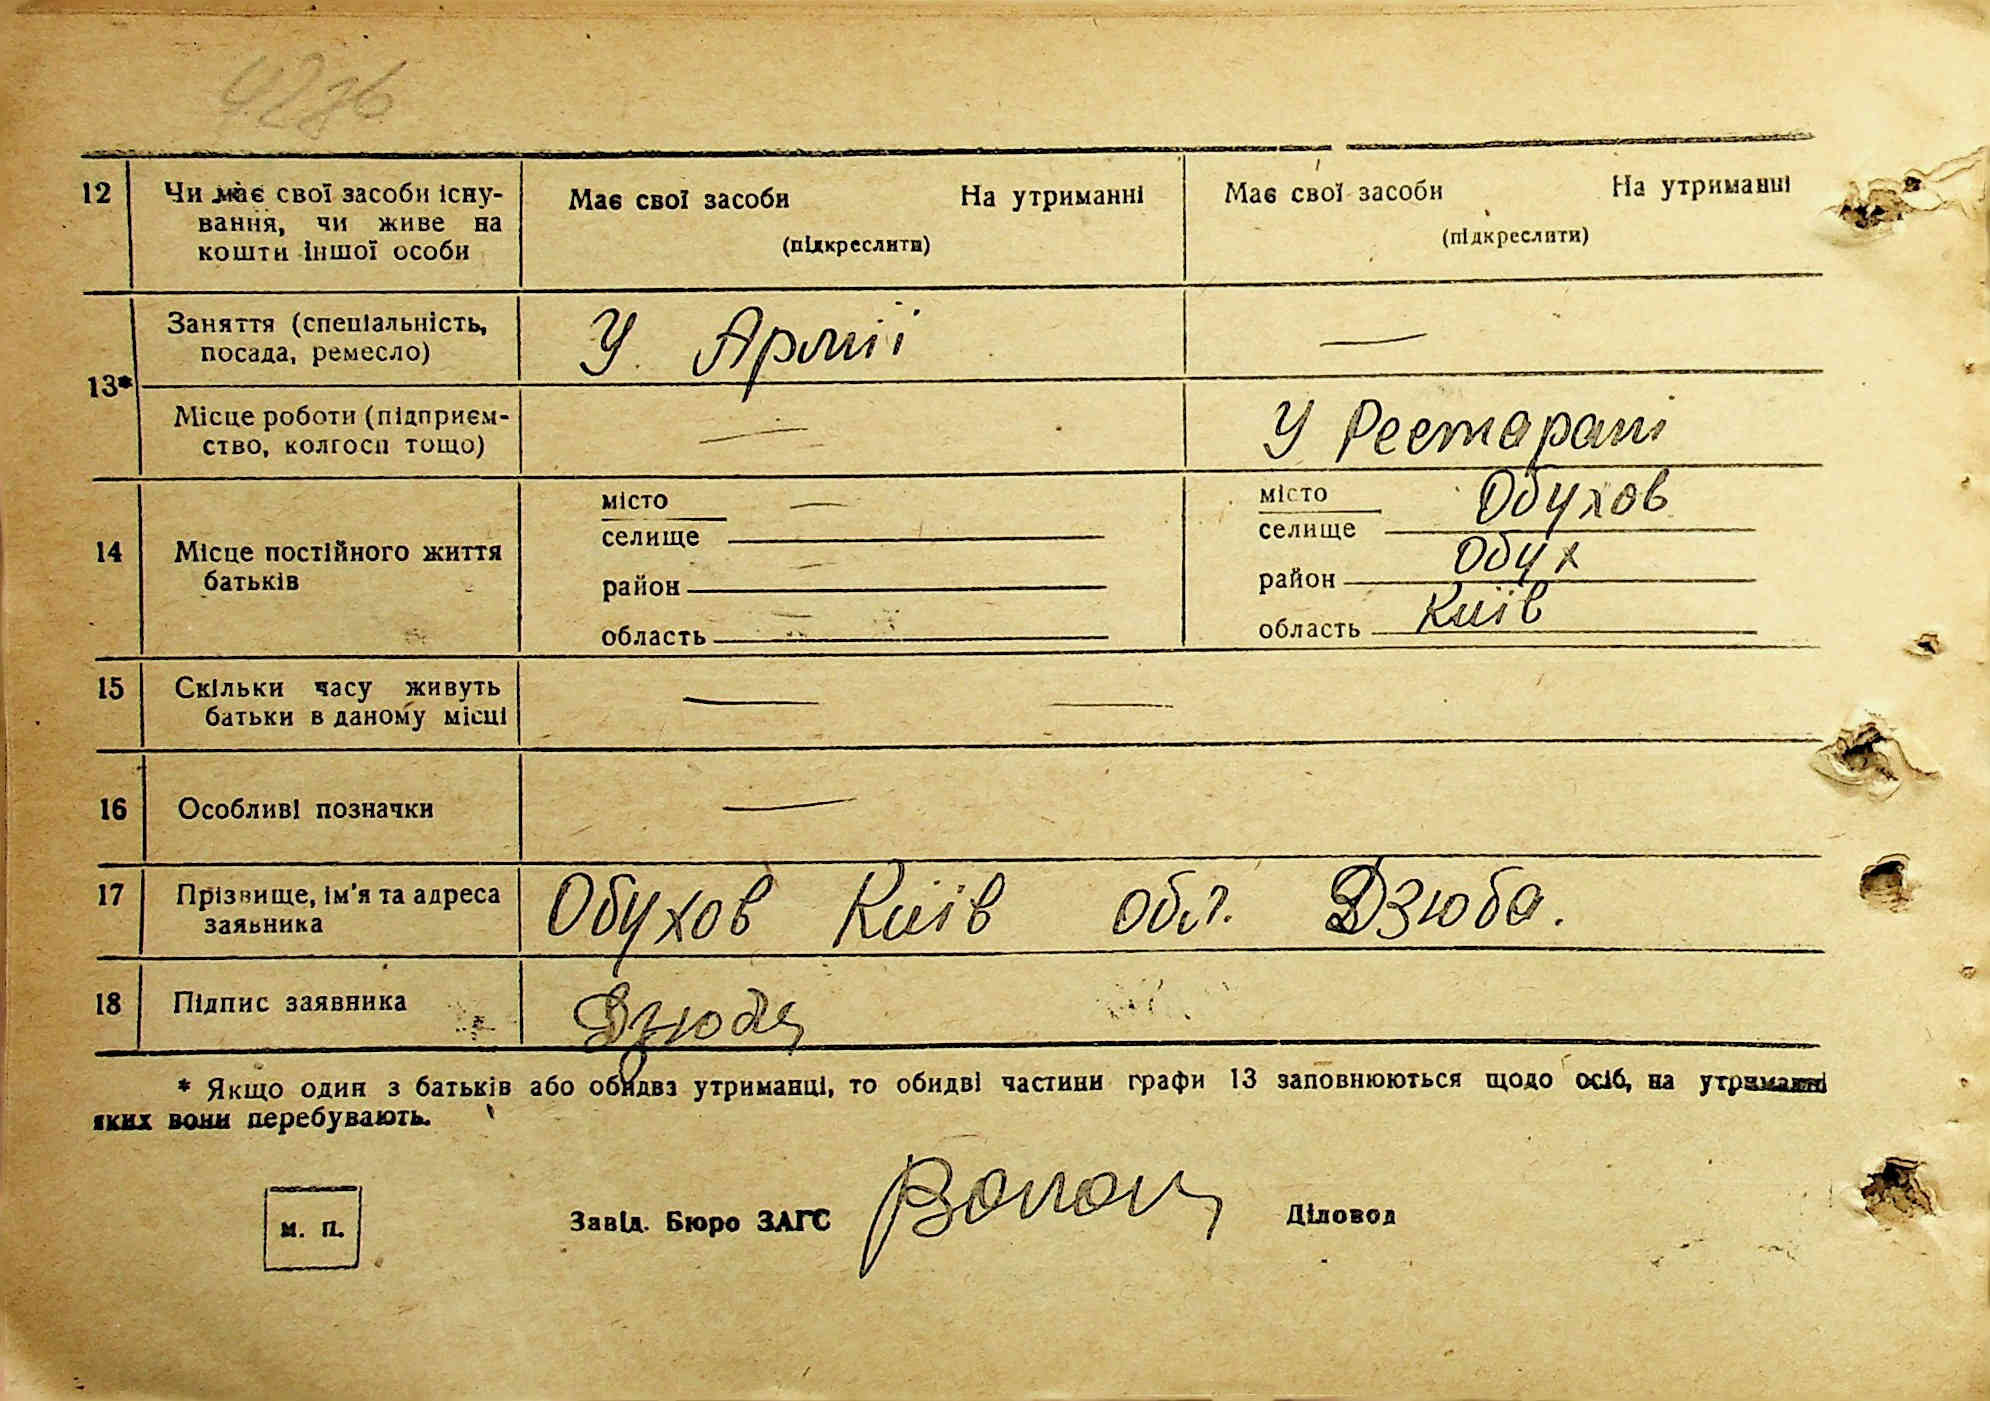 12 Чи має свої засоби існу-
вання, чи живе на
кошти іншої особи
Має свої засоби На утриманні
(підкреслити)
Має свої засоби На утриманні
(підкреслити)
13*
Заняття (спеціальність,
посада, ремесло)
У Армії
—
Місце роботи (підприєм-
ство, колгосп тощо)
—
У Ресторані
14 Місце постійного життя
батьків
місто —
селище
район —
область —
місто Обухов
селище
район Обух
область Київ
15 Скільки часу живуть
батьки в даному місці
— —
16 Особливі позначки —
17 Прізвище, ім'я та адреса
заявника
Обухов Київ обл. Дзюба.
18 Підпис заявника Дзюба
* Якщо один з батьків або обидва утриманці, то обидві частини графи 13 заповнюються щодо осіб, на утриманні
яких вони перебувають.
М. П.
Завід. Бюро ЗАГС
Діловод